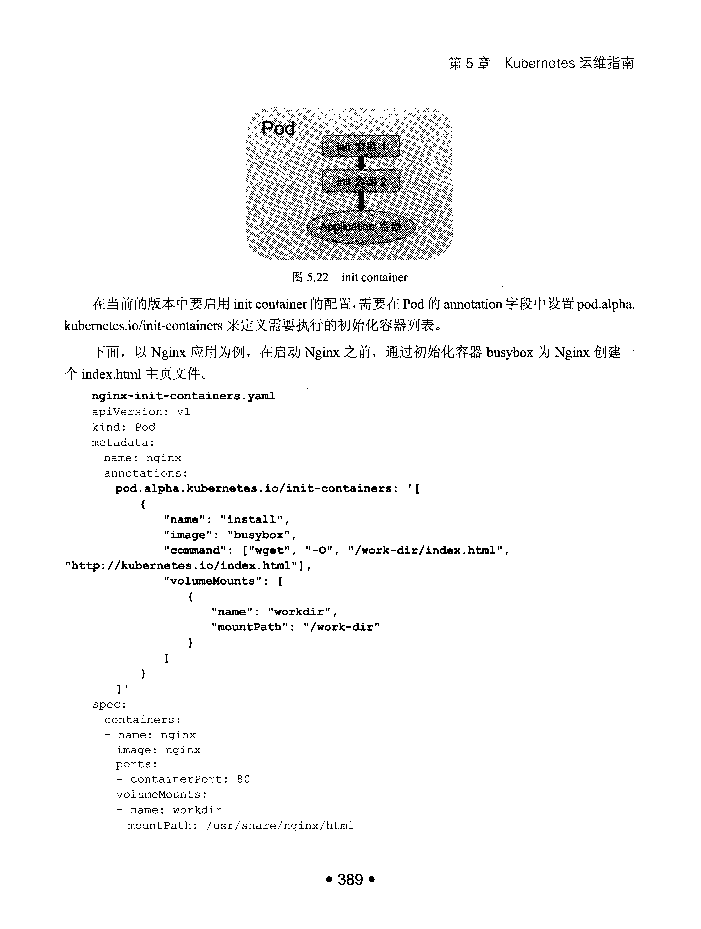 第 5 章 Kubernetes 运维指南
Pod
init 容器 1
init 容器 2
Application 容器
图 5.22 init container
在当前的版本中要启用 init container 的配置，需要在 Pod 的 annotation 字段中设置 pod.alpha.
kubernetes.io/init-containers 来定义需要执行的初始化容器列表。
下面，以 Nginx 应用为例，在启动 Nginx 之前，通过初始化容器 busybox 为 Nginx 创建一
个 index.html 主页文件。
nginx-init-containers.yaml
apiVersion: v1
kind: Pod
metadata:
  name: nginx
  annotations:
    pod.alpha.kubernetes.io/init-containers: '[
        {
            "name": "install",
            "image": "busybox",
            "command": ["wget", "-O", "/work-dir/index.html",
"http://kubernetes.io/index.html"],
            "volumeMounts": [
                {
                    "name": "workdir",
                    "mountPath": "/work-dir"
                }
            ]
        }
    ]'
spec:
  containers:
  - name: nginx
    image: nginx
    ports:
    - containerPort: 80
    volumeMounts:
    - name: workdir
      mountPath: /usr/share/nginx/html
• 389 •